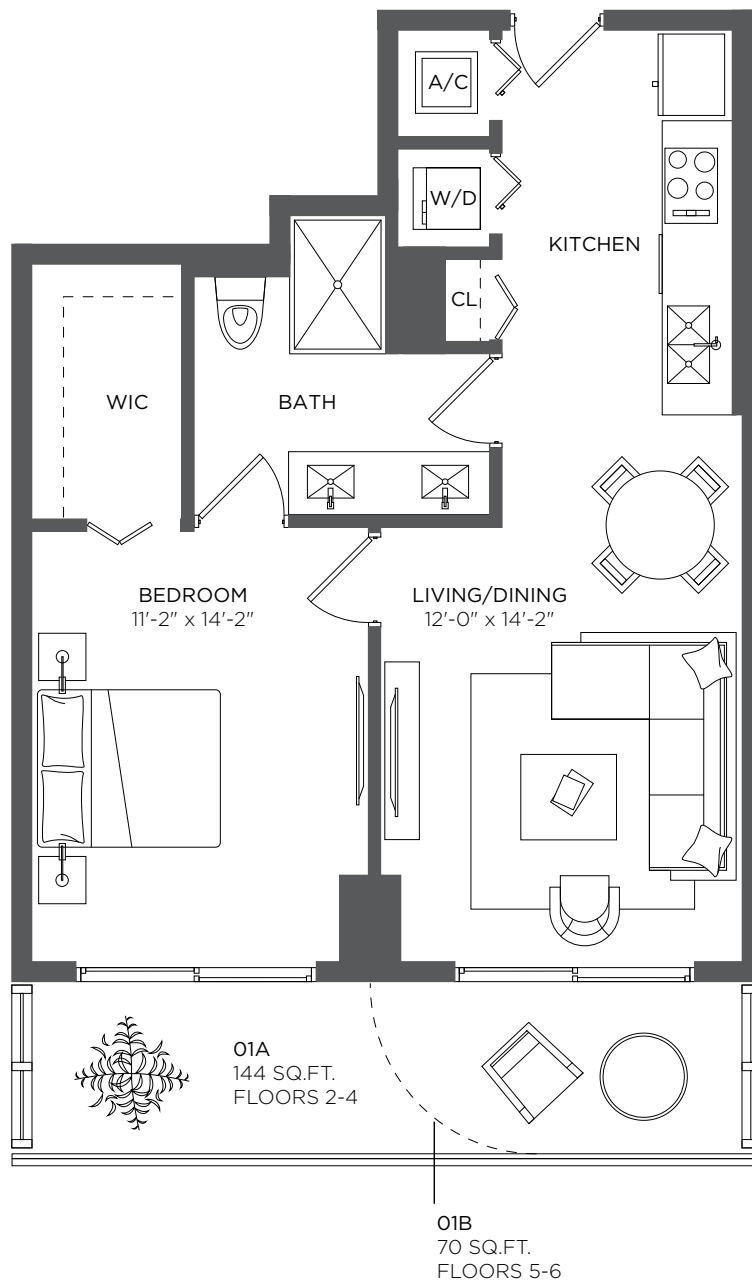 A/C
W/D
KITCHEN
CL
WIC
BATH
BEDROOM
11'-2" x 14'-2"
LIVING/DINING
12'-0" x 14'-2"
01A
144 SQ.FT.
FLOORS 2-4
01B
70 SQ.FT.
FLOORS 5-6